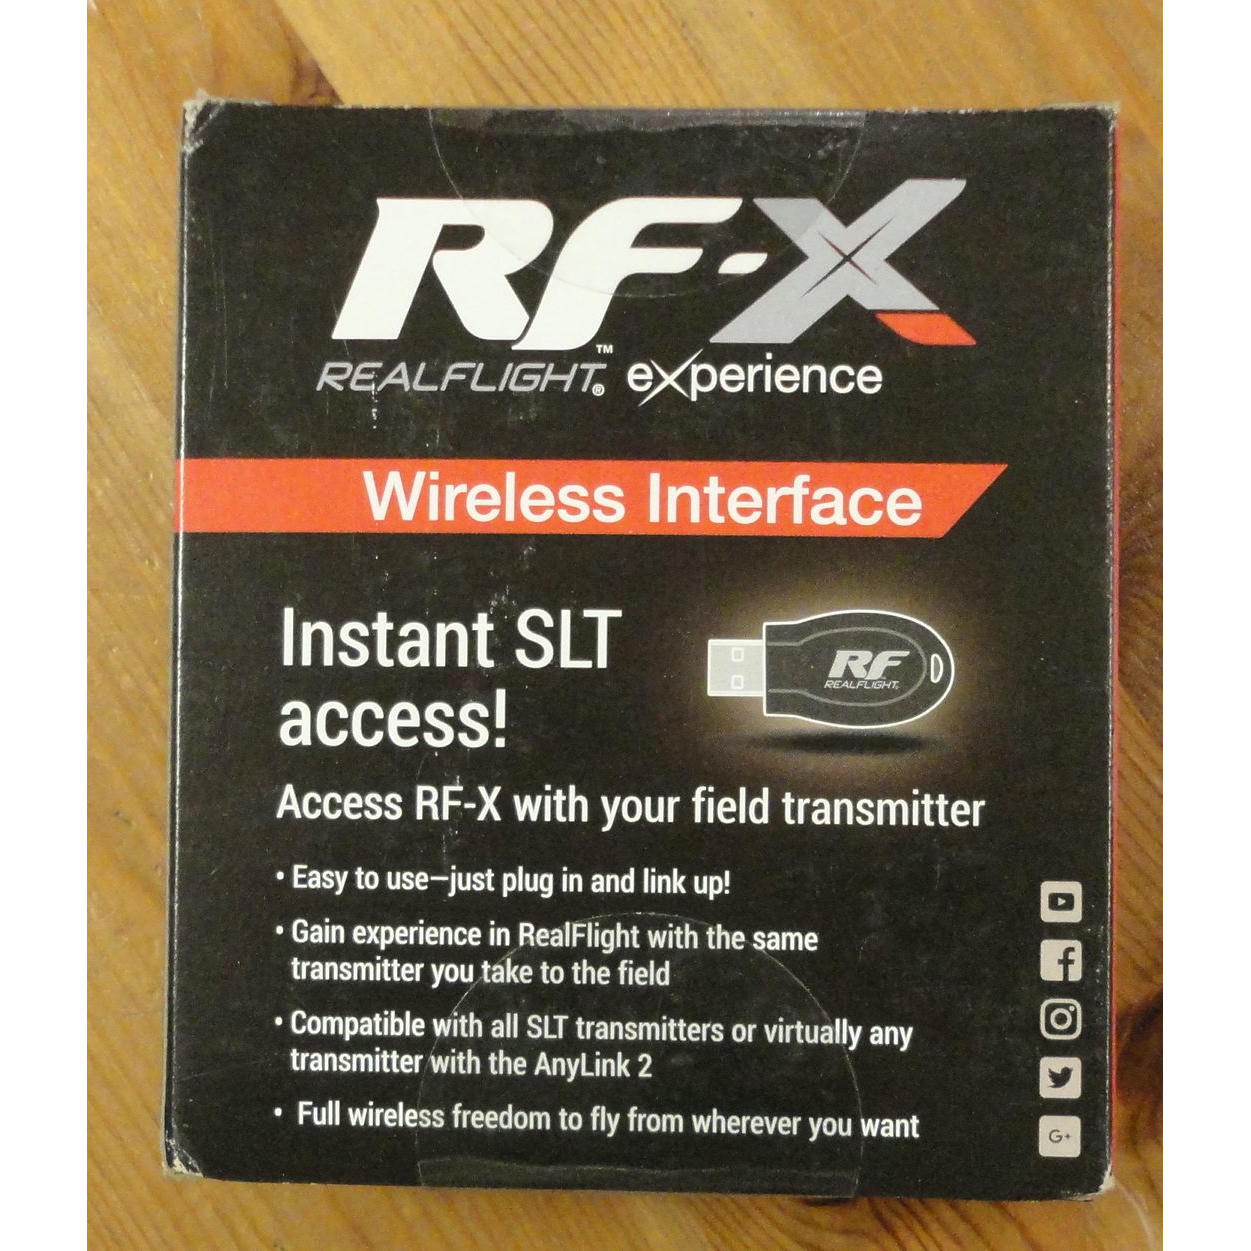 RF-X
™
REALFLIGHT® eXperience
Wireless Interface
Instant SLT
access!
RF
REALFLIGHT
Access RF-X with your field transmitter
• Easy to use—just plug in and link up!
• Gain experience in RealFlight with the same
transmitter you take to the field
• Compatible with all SLT transmitters or virtually any
transmitter with the AnyLink 2
• Full wireless freedom to fly from wherever you want
G+